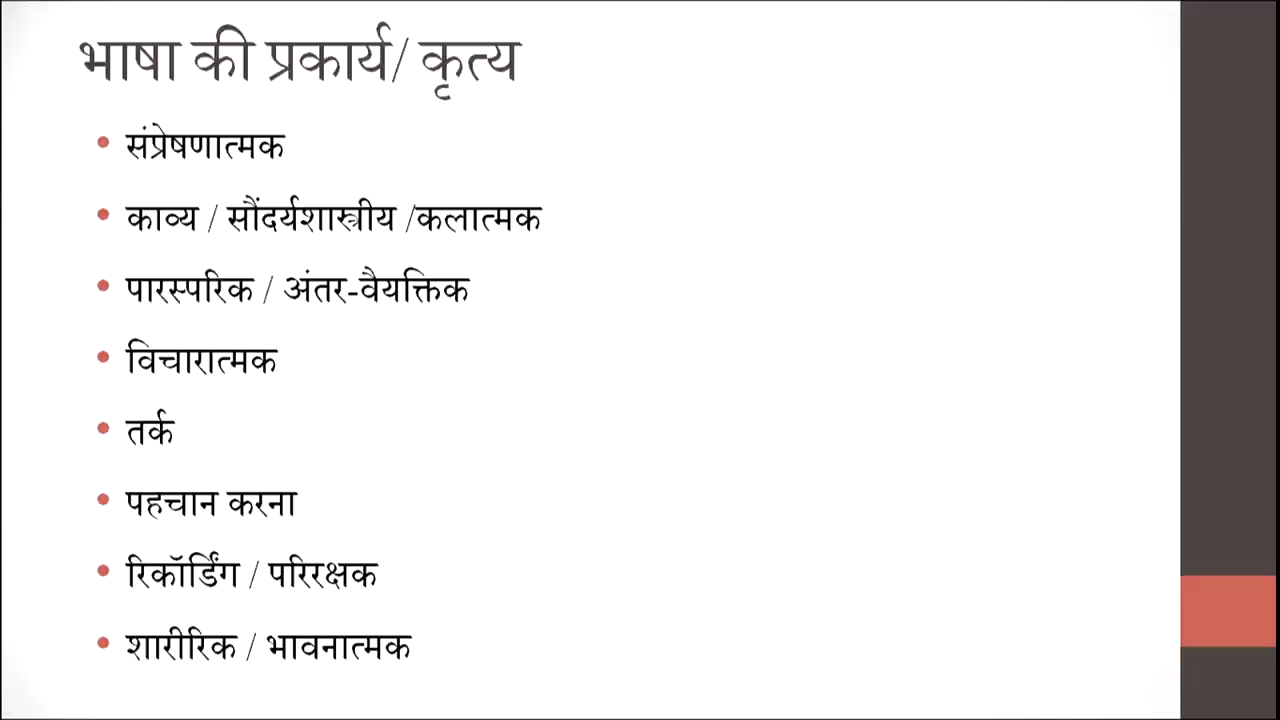 भाषा की प्रकार्य/ कृत्य
• संप्रेषणात्मक
• काव्य / सौंदर्यशास्त्रीय /कलात्मक
• पारस्परिक / अंतर-वैयक्तिक
• विचारात्मक
• तर्क
• पहचान करना
• रिकॉर्डिंग / परिरक्षक
• शारीरिक / भावनात्मक